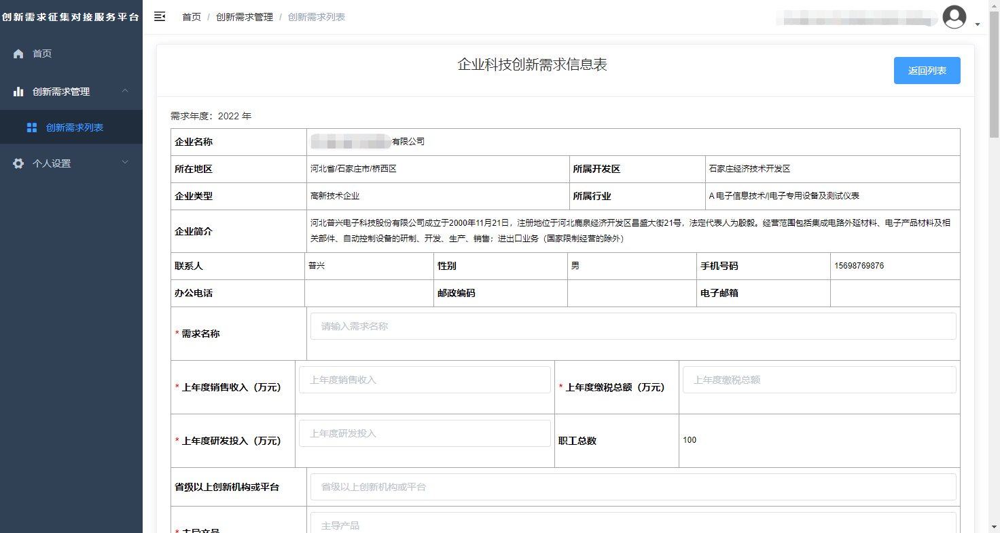 创新需求征集对接服务平台
首页 / 创新需求管理 / 创新需求列表
首页
创新需求管理
创新需求列表
个人设置
企业科技创新需求信息表
返回列表
需求年度：2022 年
企业名称 有限公司
所在地区 河北省/石家庄市/桥西区 所属开发区 石家庄经济技术开发区
企业类型 高新技术企业 所属行业 A 电子信息技术/|电子专用设备及测试仪表
企业简介
河北普兴电子科技股份有限公司成立于2000年11月21日，注册地位于河北鹿泉经济开发区昌盛大街21号，法定代表人为殷毅。经营范围包括集成电路外延材料、电子产品材料及相
关部件、自动控制设备的研制、开发、生产、销售；进出口业务（国家限制经营的除外）
联系人 普兴 性别 男 手机号码 15698769876
办公电话 邮政编码 电子邮箱
* 需求名称 请输入需求名称
* 上年度销售收入（万元） 上年度销售收入 * 上年度缴税总额（万元） 上年度缴税总额
* 上年度研发投入（万元） 上年度研发投入 职工总数 100
省级以上创新机构或平台 省级以上创新机构或平台
* 主导产品 主导产品